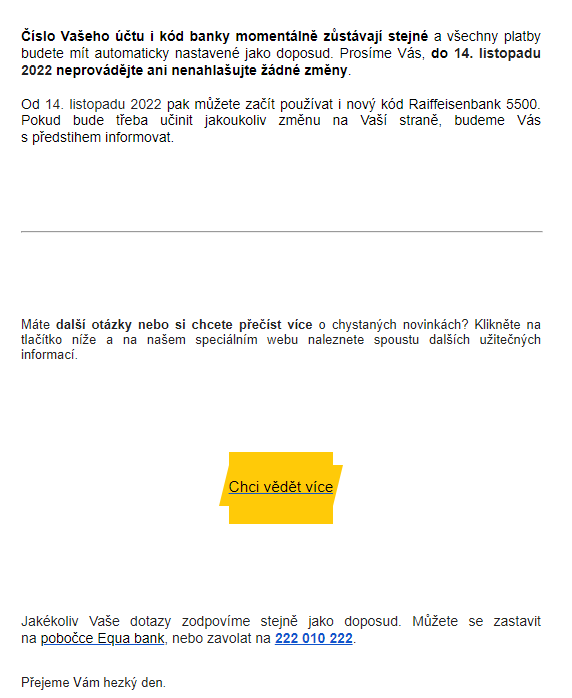 Číslo Vašeho účtu i kód banky momentálně zůstávají stejné a všechny platby
budete mít automaticky nastavené jako doposud. Prosíme Vás, do 14. listopadu
2022 neprovádějte ani nenahlašujte žádné změny.
Od 14. listopadu 2022 pak můžete začít používat i nový kód Raiffeisenbank 5500.
Pokud bude třeba učinit jakoukoliv změnu na Vaší straně, budeme Vás
s předstihem informovat.
Máte další otázky nebo si chcete přečíst více o chystaných novinkách? Klikněte na
tlačítko níže a na našem speciálním webu naleznete spoustu dalších užitečných
informací.
Chci vědět více
Jakékoliv Vaše dotazy zodpovíme stejně jako doposud. Můžete se zastavit
na pobočce Equa bank, nebo zavolat na 222 010 222.
Přejeme Vám hezký den.